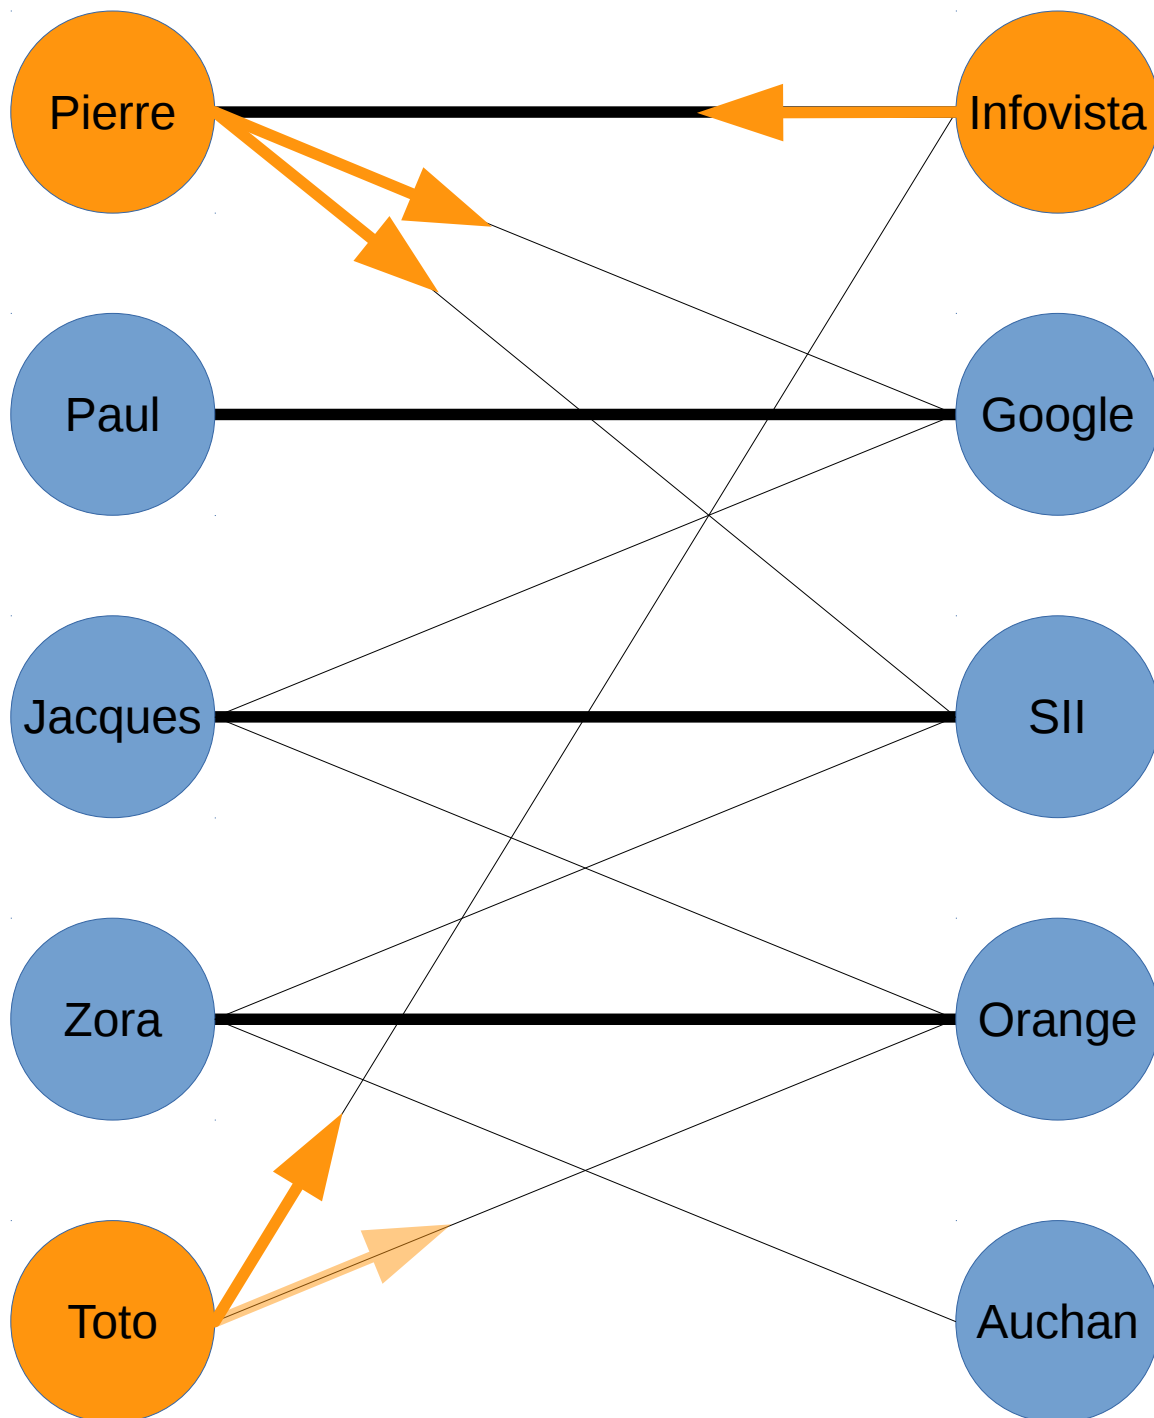 Pierre
Infovista
Paul
Google
Jacques
SII
Zora
Orange
Toto
Auchan